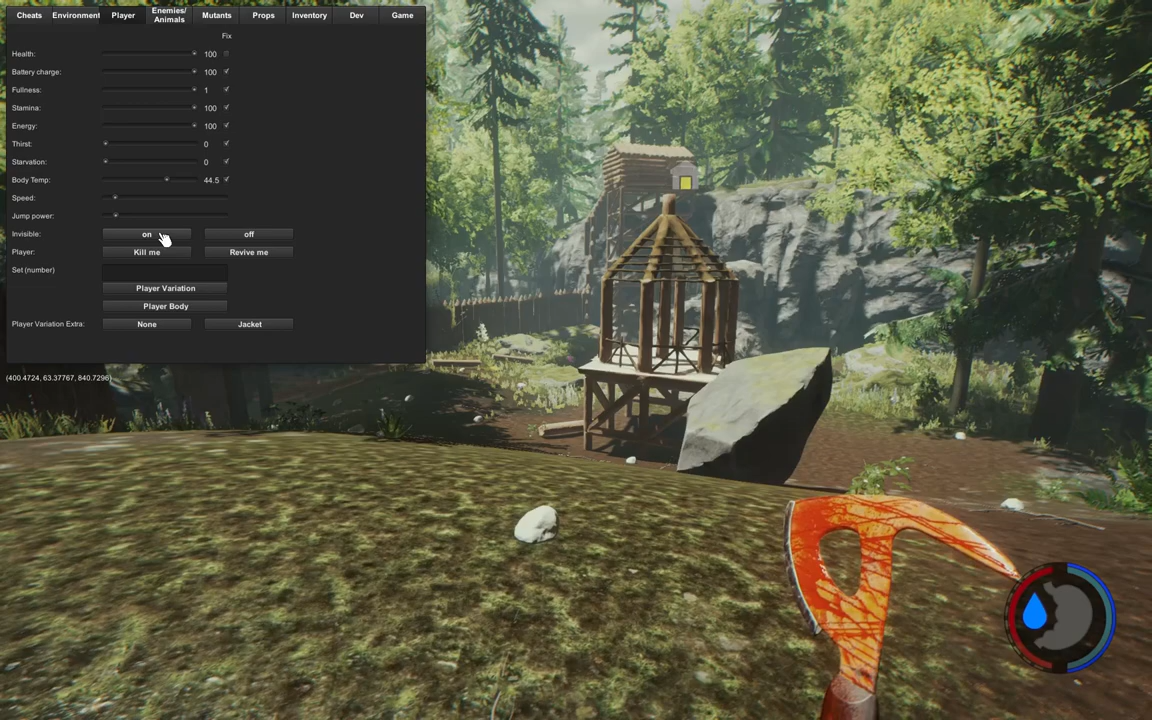 Cheats Environment Player Enemies/ Animals Mutants Props Inventory Dev Game
Fix
Health: 100
Battery charge: 100
Fullness: 1
Stamina: 100
Energy: 100
Thirst: 0
Starvation: 0
Body Temp: 44.5
Speed:
Jump power:
Invisible: on off
Player: Kill me Revive me
Set (number)
Player Variation
Player Body
Player Variation Extra: None Jacket
(400.4724, 63.37767, 840.7296)